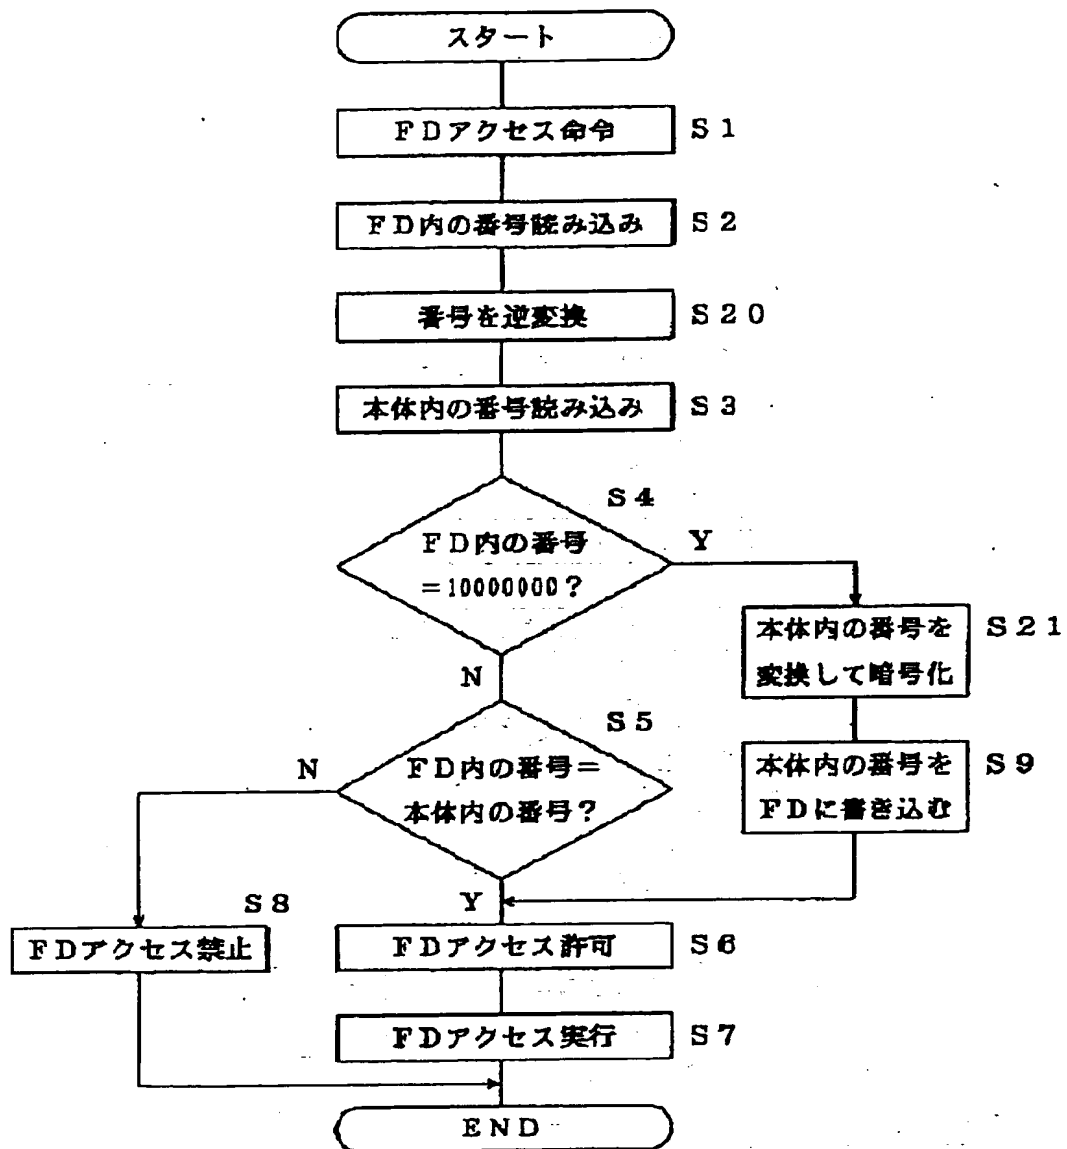 スタート
FDアクセス命令 S1
FD内の番号読み込み S2
番号を逆変換 S20
本体内の番号読み込み S3
S4
FD内の番号
=10000000?
Y
本体内の番号を
変換して暗号化
S21
N
S5
FD内の番号=
本体内の番号?
N
本体内の番号を
FDに書き込む
S9
Y
S8
FDアクセス禁止
FDアクセス許可 S6
FDアクセス実行 S7
END